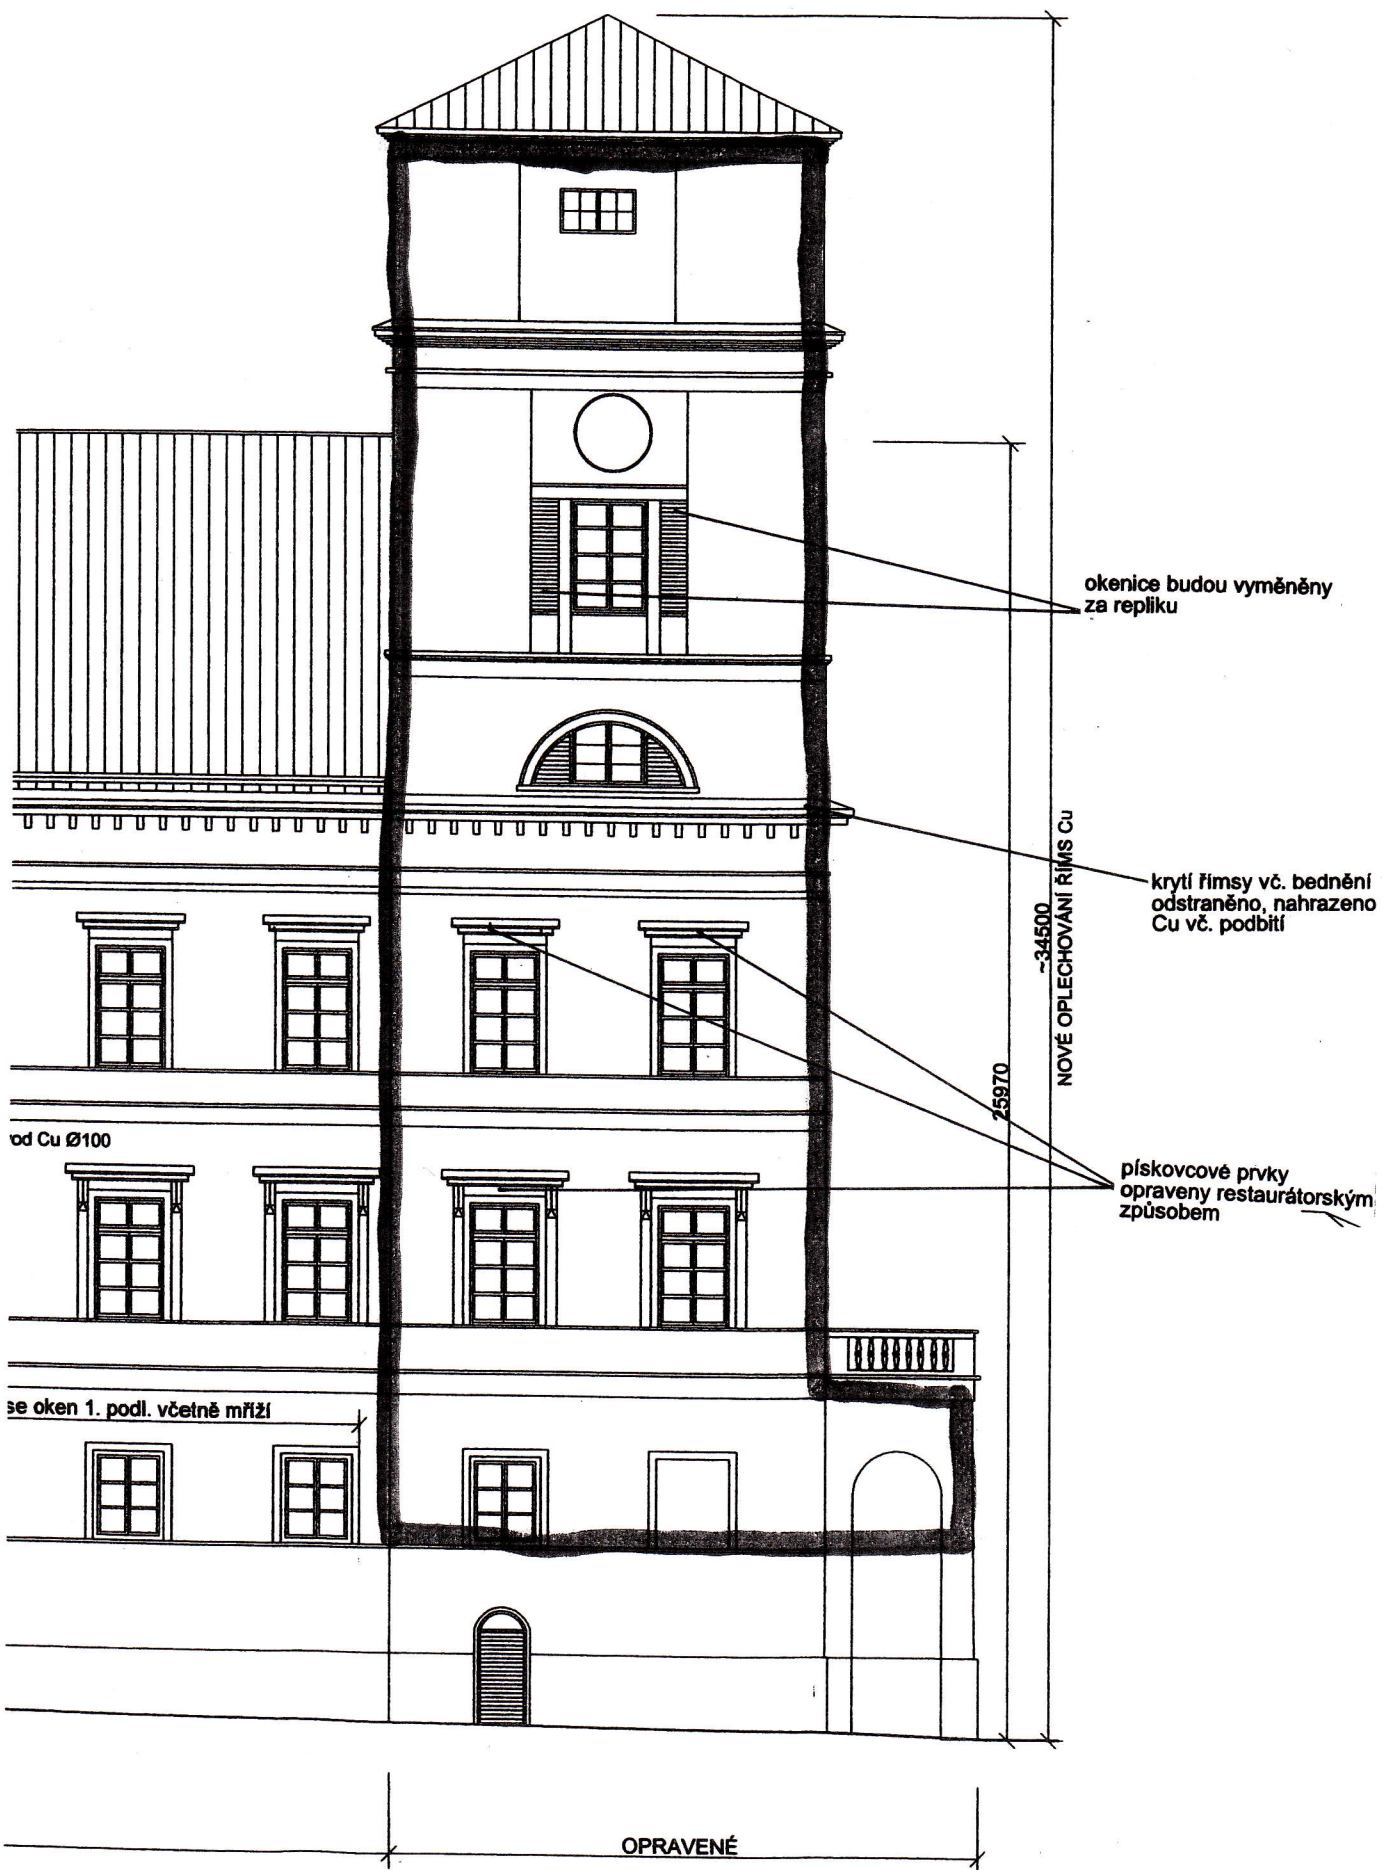 okenice budou vyměněny
za repliku
krytí římsy vč. bednění
odstraněno, nahrazeno
Cu vč. podbití
~34500
NOVÉ OPLECHOVÁNÍ ŘÍMS Cu
25970
vod Cu Ø100
pískovcové prvky
opraveny restaurátorským
způsobem
se oken 1. podl. včetně mříží
OPRAVENÉ